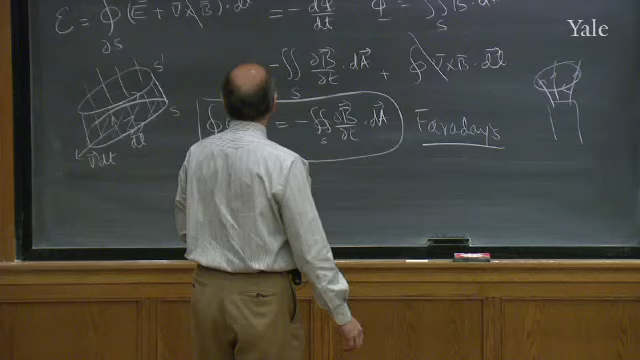 Yale
ℰ = ∮ (E⃗ + v⃗ × B⃗) · dl⃗ = − dΦ/dt Φ = ∬ B⃗ · dA⃗
∂S S
− ∬ ∂B⃗/∂t · dA⃗ + ∮ v⃗ × B⃗ · dl⃗
S
S'
S
dl
v⃗dt
∮ = − ∬ ∂B⃗/∂t · dA⃗ Faradays
S